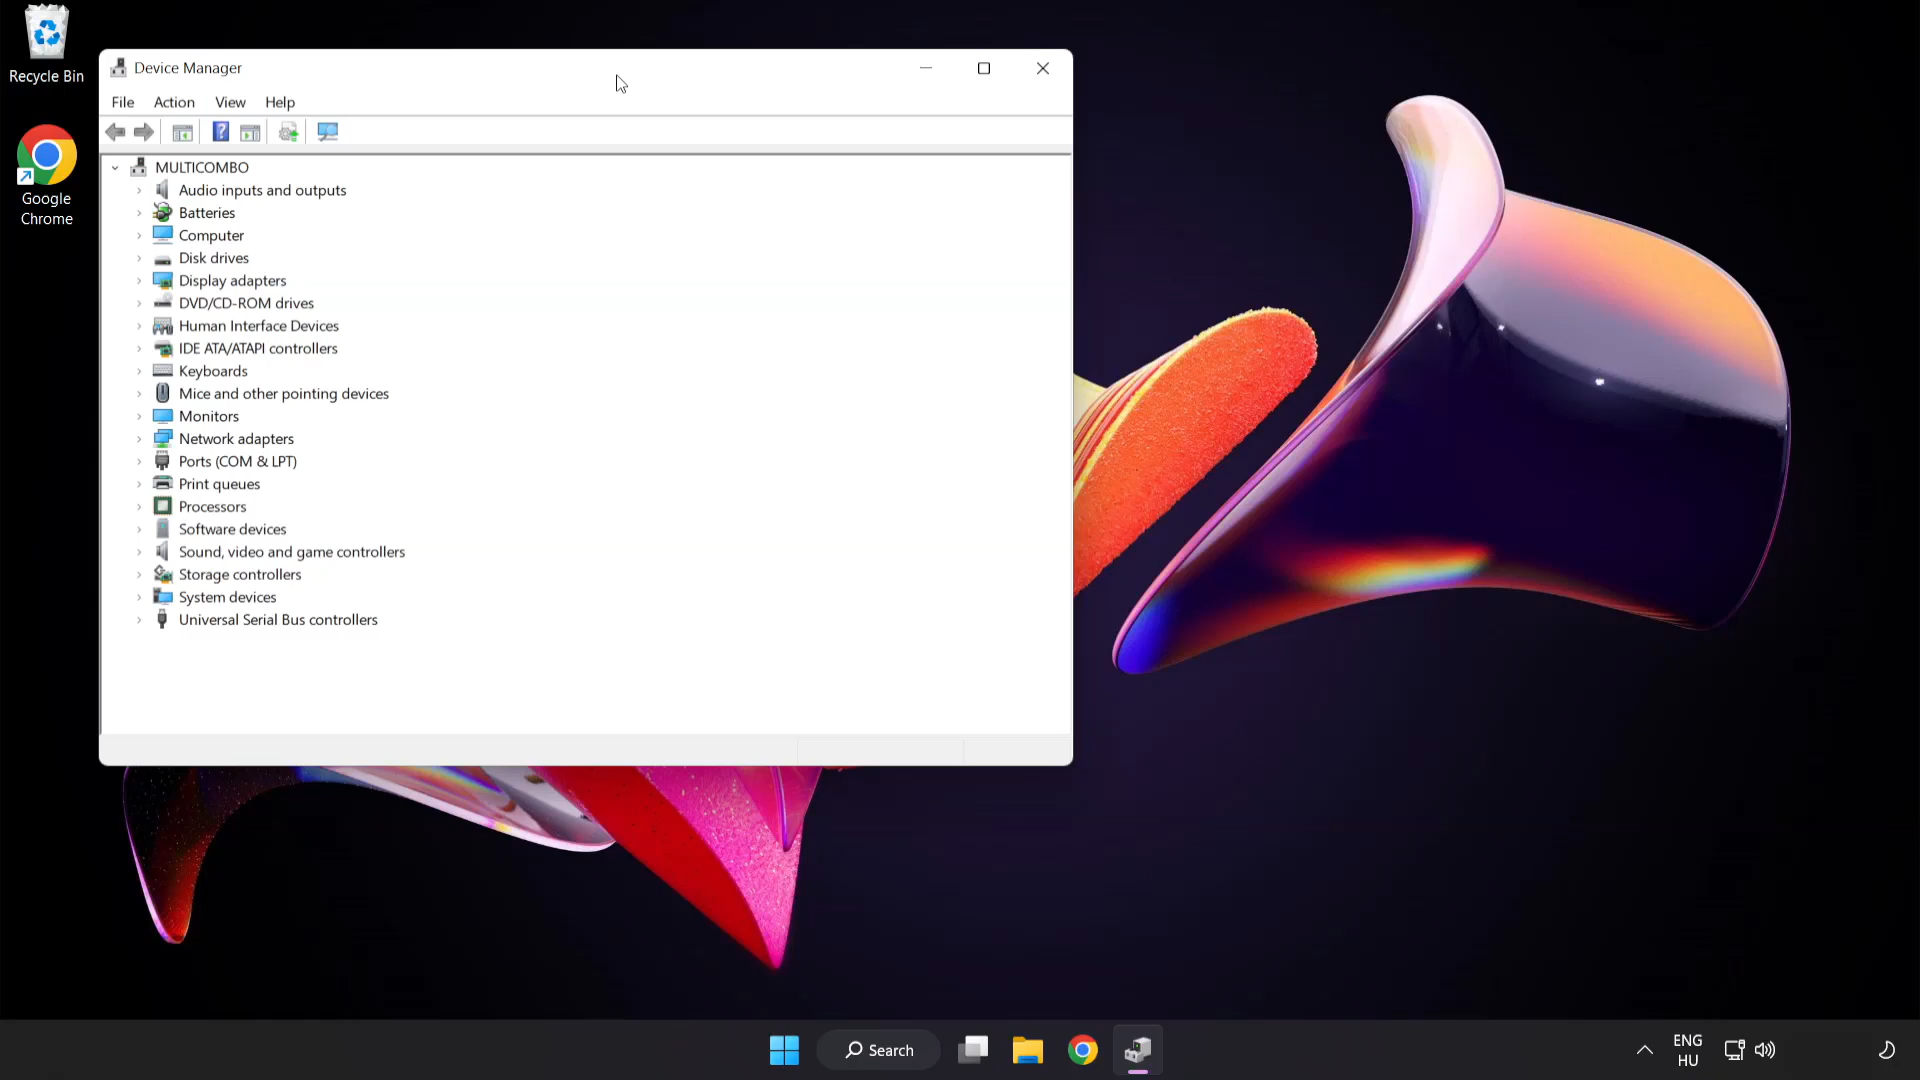 Recycle Bin
Google
Chrome
Device Manager
File Action View Help
MULTICOMBO
Audio inputs and outputs
Batteries
Computer
Disk drives
Display adapters
DVD/CD-ROM drives
Human Interface Devices
IDE ATA/ATAPI controllers
Keyboards
Mice and other pointing devices
Monitors
Network adapters
Ports (COM & LPT)
Print queues
Processors
Software devices
Sound, video and game controllers
Storage controllers
System devices
Universal Serial Bus controllers
Search
ENG
HU